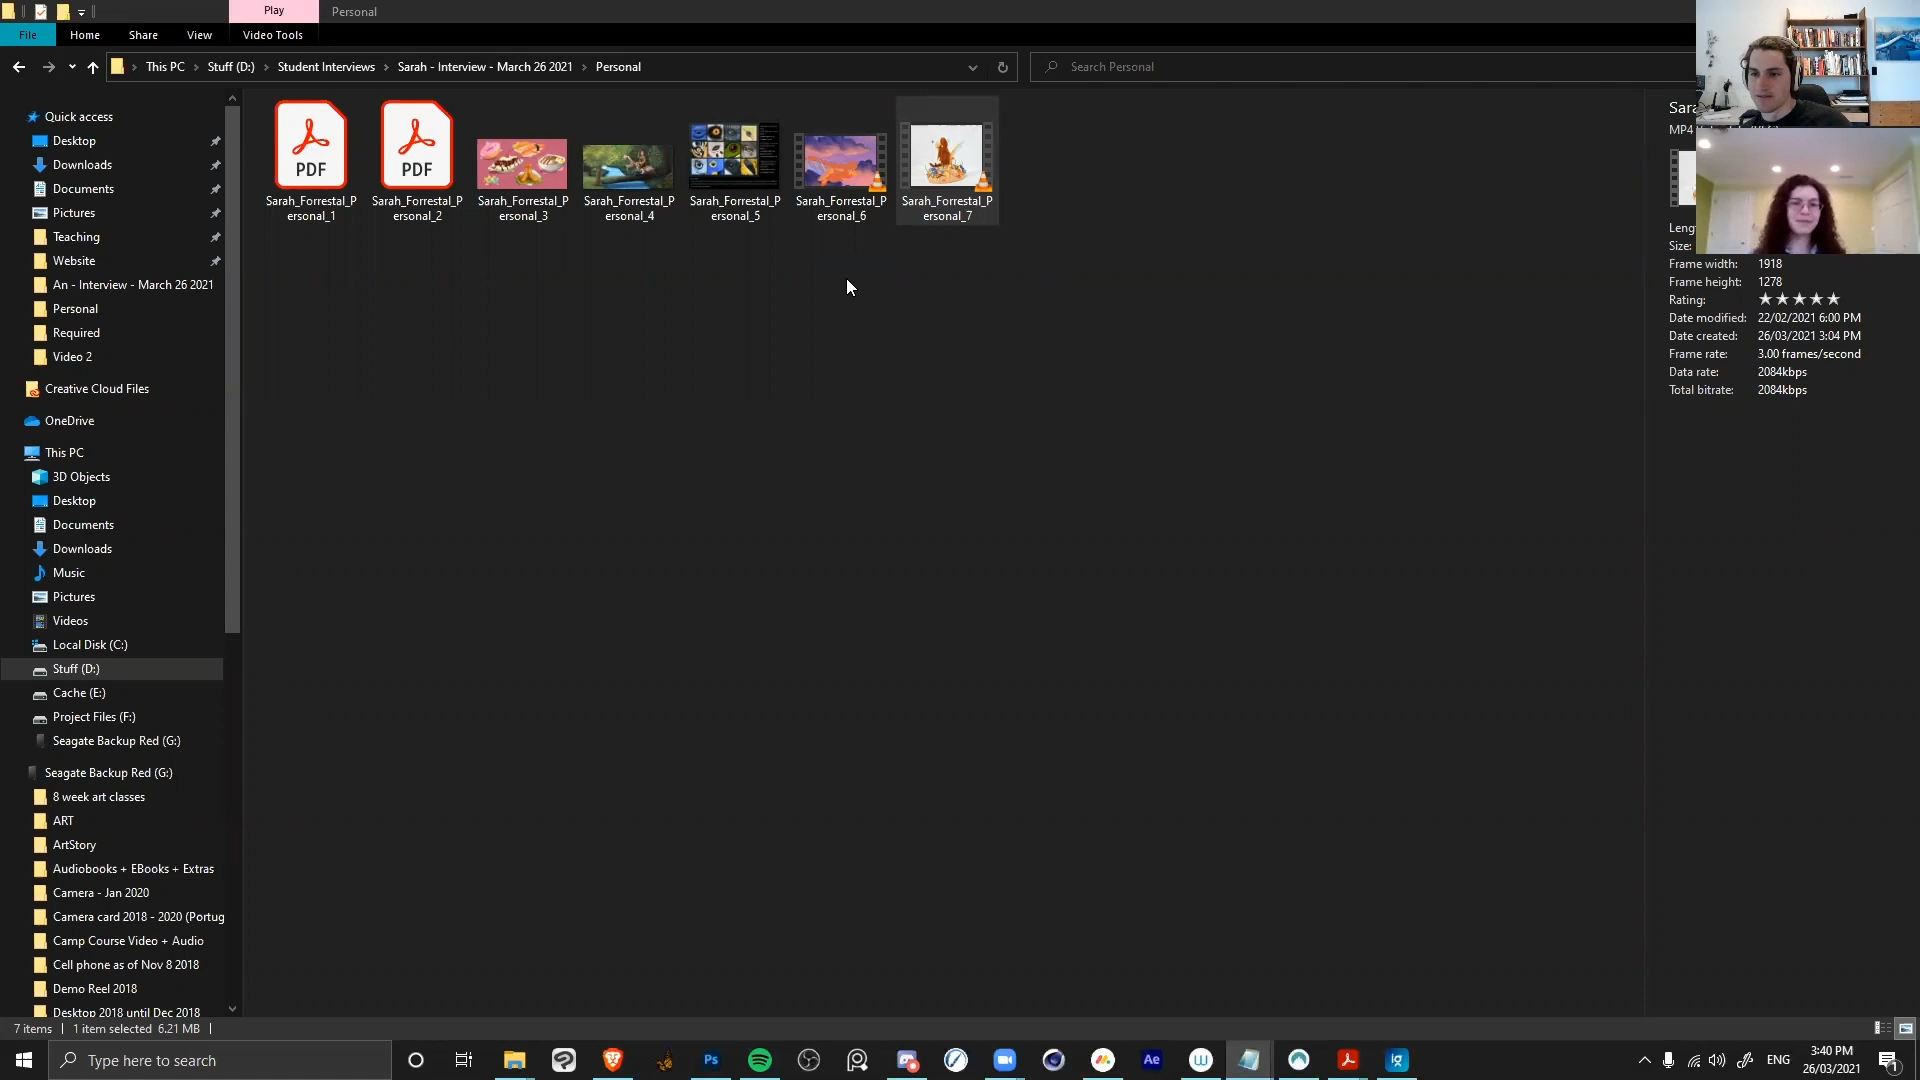 Play
Personal
File
Home
Share
View
Video Tools
This PC
Stuff (D:)
Student Interviews
Sarah - Interview - March 26 2021
Personal
Search Personal
Quick access
Desktop
Downloads
Documents
Pictures
Teaching
Website
An - Interview - March 26 2021
Personal
Required
Video 2
Creative Cloud Files
OneDrive
This PC
3D Objects
Desktop
Documents
Downloads
Music
Pictures
Videos
Local Disk (C:)
Stuff (D:)
Cache (E:)
Project Files (F:)
Seagate Backup Red (G:)
Seagate Backup Red (G:)
8 week art classes
ART
ArtStory
Audiobooks + EBooks + Extras
Camera - Jan 2020
Camera card 2018 - 2020 (Portug
Camp Course Video + Audio
Cell phone as of Nov 8 2018
Demo Reel 2018
Desktop 2018 until Dec 2018
PDF
Sarah_Forrestal_P
ersonal_1
PDF
Sarah_Forrestal_P
ersonal_2
Sarah_Forrestal_P
ersonal_3
Sarah_Forrestal_P
ersonal_4
Sarah_Forrestal_P
ersonal_5
Sarah_Forrestal_P
ersonal_6
Sarah_Forrestal_P
ersonal_7
Sara
MP4
Leng
Size:
Frame width: 1918
Frame height: 1278
Rating:
Date modified: 22/02/2021 6:00 PM
Date created: 26/03/2021 3:04 PM
Frame rate: 3.00 frames/second
Data rate: 2084kbps
Total bitrate: 2084kbps
7 items
1 item selected 6.21 MB
Type here to search
Ps
Ae
W
ig
ENG
3:40 PM
26/03/2021
1